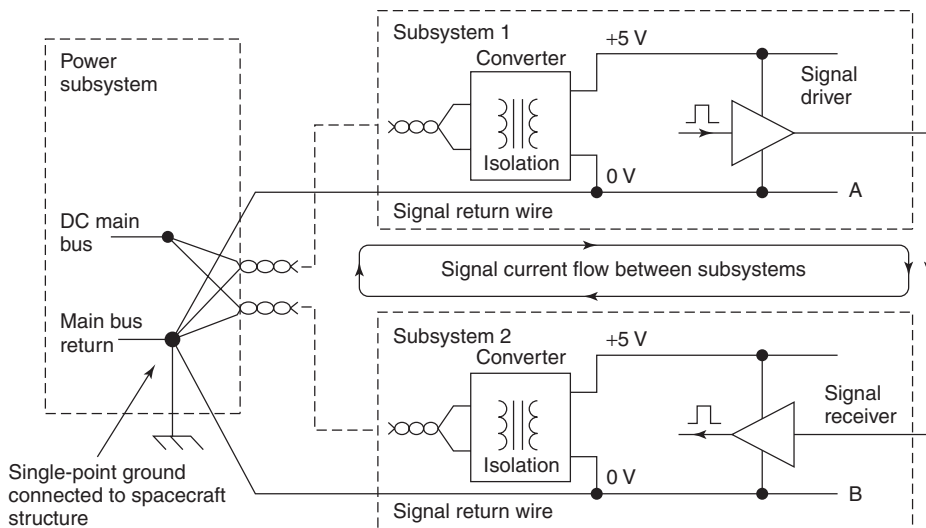 Power
subsystem
DC main
bus
Main bus
return
Single-point ground
connected to spacecraft
structure
Subsystem 1
Converter
Isolation
+5 V
0 V
Signal
driver
A
Signal return wire
Signal current flow between subsystems
Subsystem 2
Converter
Isolation
+5 V
0 V
Signal
receiver
B
Signal return wire